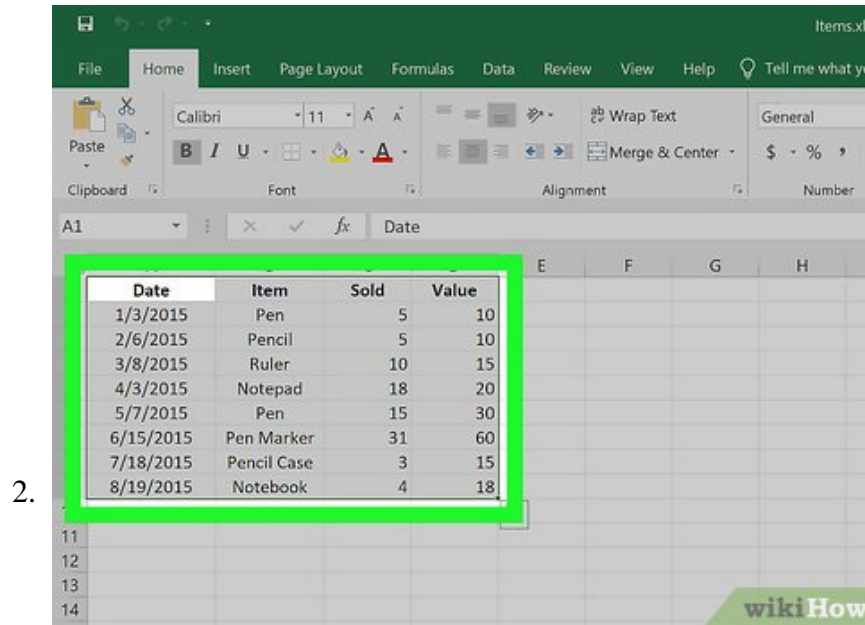 Items.xl
File Home Insert Page Layout Formulas Data Review View Help Tell me what yo
Calibri 11 A A ab Wrap Text General
Paste B I U A Merge & Center $ % ,
Clipboard Font Alignment Number
A1 fx Date
E F G H
Date Item Sold Value
1/3/2015 Pen 5 10
2/6/2015 Pencil 5 10
3/8/2015 Ruler 10 15
4/3/2015 Notepad 18 20
5/7/2015 Pen 15 30
6/15/2015 Pen Marker 31 60
7/18/2015 Pencil Case 3 15
2. 8/19/2015 Notebook 4 18
11
12
13
14
wikiHow